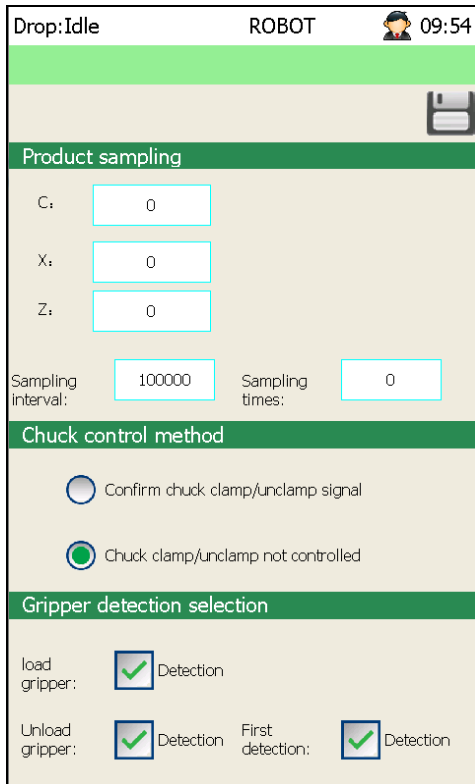 Drop:Idle ROBOT 09:54
Product sampling
C: 0
X: 0
Z: 0
Sampling interval: 100000 Sampling times: 0
Chuck control method
Confirm chuck clamp/unclamp signal
Chuck clamp/unclamp not controlled
Gripper detection selection
load gripper: Detection
Unload gripper: Detection First detection: Detection